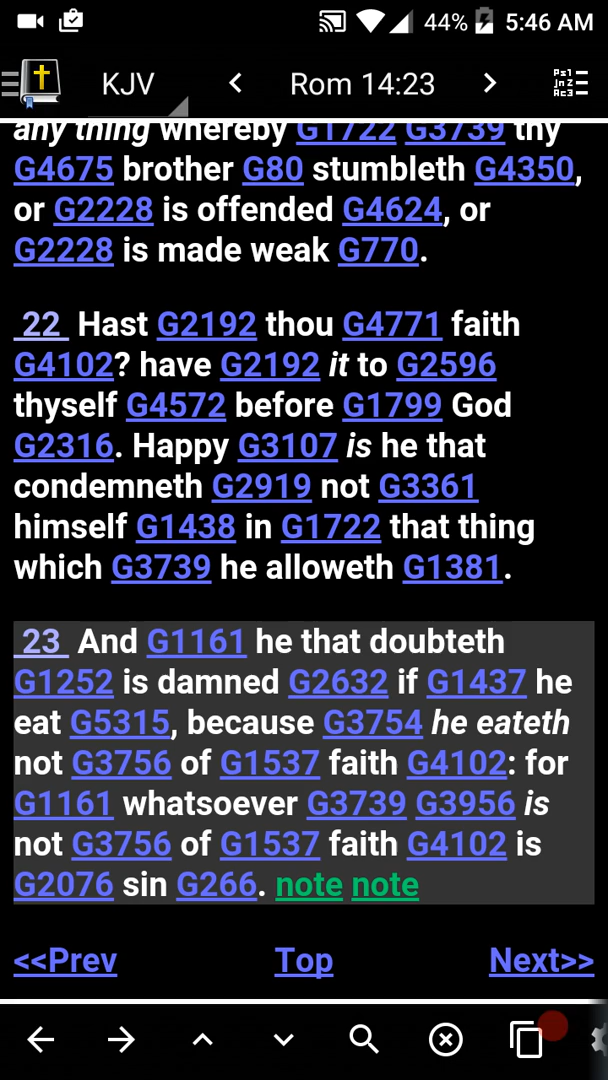 44% 5:46 AM
KJV Rom 14:23
any thing whereby G1722 G3739 thy
G4675 brother G80 stumbleth G4350,
or G2228 is offended G4624, or
G2228 is made weak G770.
22 Hast G2192 thou G4771 faith
G4102? have G2192 it to G2596
thyself G4572 before G1799 God
G2316. Happy G3107 is he that
condemneth G2919 not G3361
himself G1438 in G1722 that thing
which G3739 he alloweth G1381.
23 And G1161 he that doubteth
G1252 is damned G2632 if G1437 he
eat G5315, because G3754 he eateth
not G3756 of G1537 faith G4102: for
G1161 whatsoever G3739 G3956 is
not G3756 of G1537 faith G4102 is
G2076 sin G266. note note
<<Prev Top Next>>